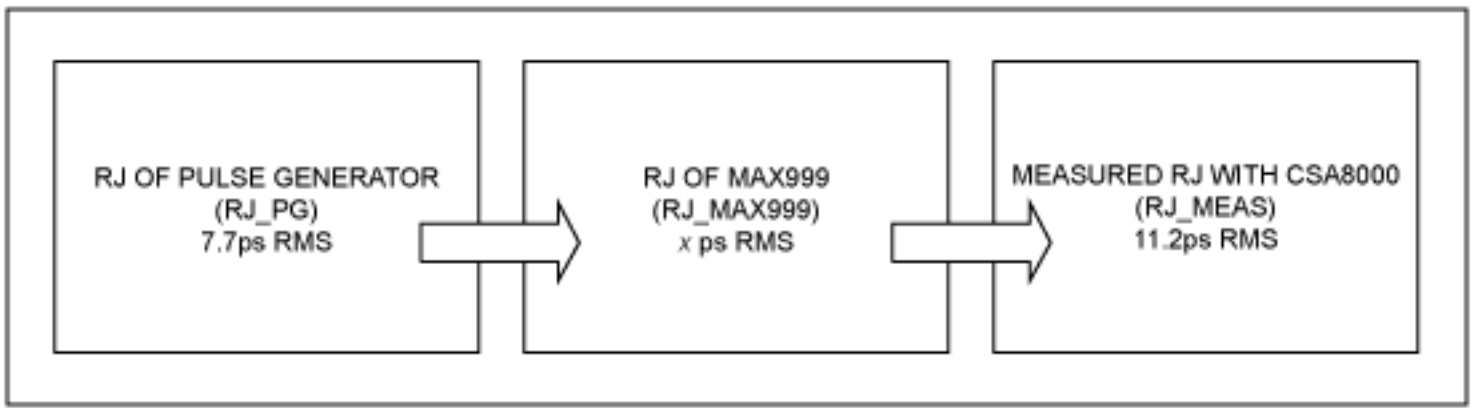 RJ OF PULSE GENERATOR
(RJ_PG)
7.7ps RMS
RJ OF MAX999
(RJ_MAX999)
x ps RMS
MEASURED RJ WITH CSA8000
(RJ_MEAS)
11.2ps RMS